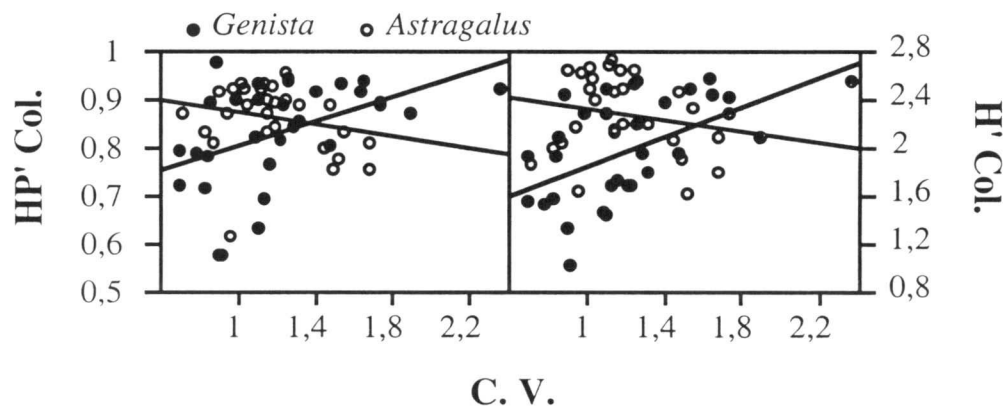 ● Genista ○ Astragalus
HP' Col.
1
0,9
0,8
0,7
0,6
0,5
1 1,4 1,8 2,2
1 1,4 1,8 2,2
2,8
2,4
2
1,6
1,2
0,8
H' Col.
C. V.